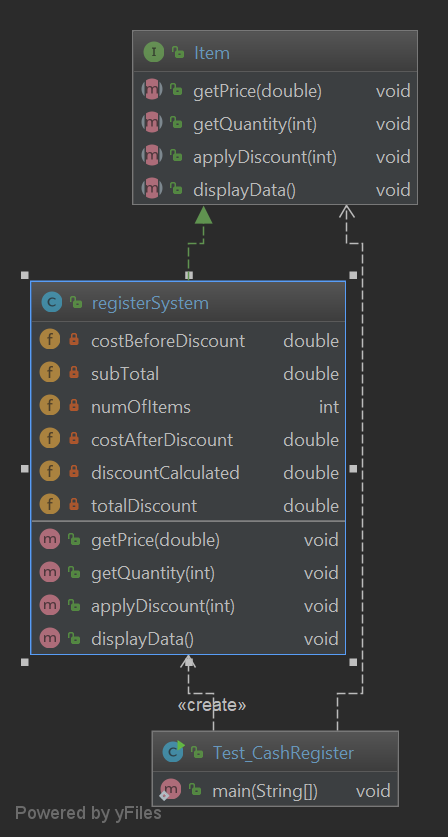 I Item
m getPrice(double) void
m getQuantity(int) void
m applyDiscount(int) void
m displayData() void
C registerSystem
f costBeforeDiscount double
f subTotal double
f numOfItems int
f costAfterDiscount double
f discountCalculated double
f totalDiscount double
m getPrice(double) void
m getQuantity(int) void
m applyDiscount(int) void
m displayData() void
«create»
C Test_CashRegister
m main(String[]) void
Powered by yFiles